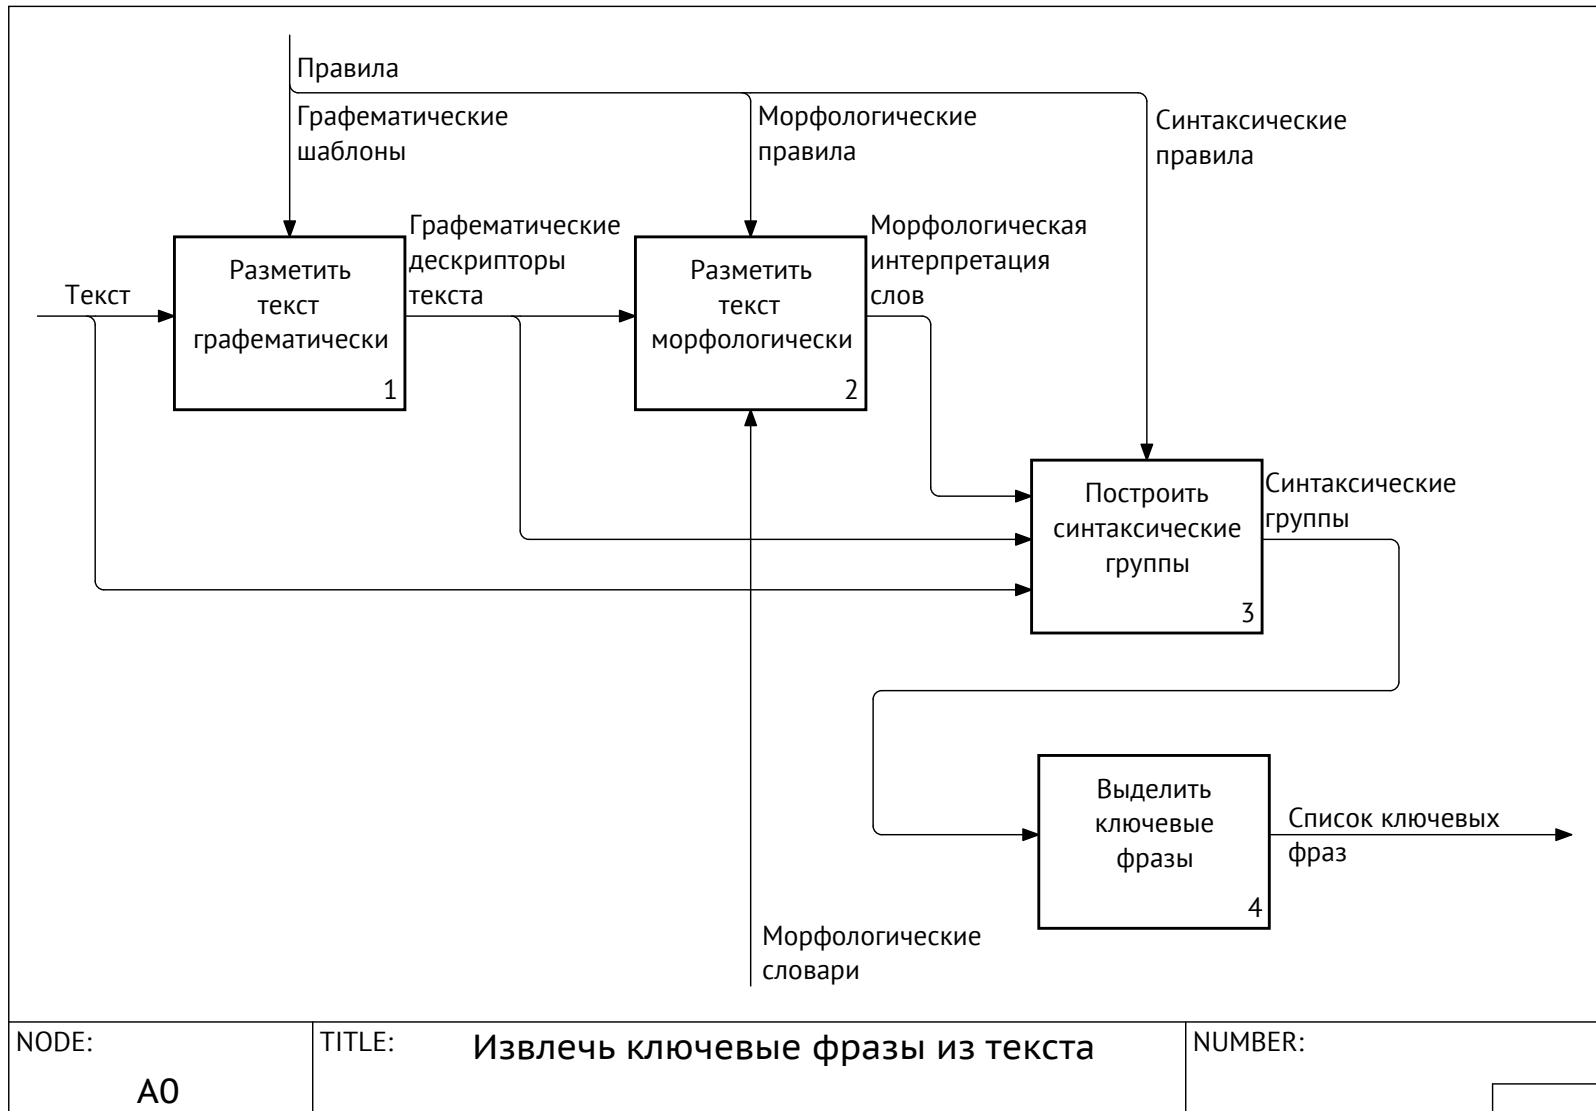 Правила
Графематические
шаблоны
Морфологические
правила
Синтаксические
правила
Текст
Разметить
текст
графематически
1
Графематические
дескрипторы
текста
Разметить
текст
морфологически
2
Морфологическая
интерпретация
слов
Построить
синтаксические
группы
3
Синтаксические
группы
Выделить
ключевые
фразы
4
Список ключевых
фраз
Морфологические
словари
NODE:
A0
TITLE:
Извлечь ключевые фразы из текста
NUMBER: